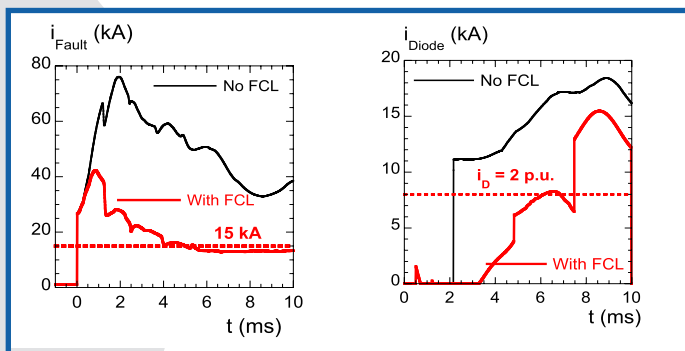 i_Fault (kA)
80
60
40
20
0
No FCL
With FCL
15 kA
0 2 4 6 8 10
t (ms)
i_Diode (kA)
20
15
10
5
0
No FCL
i_D = 2 p.u.
With FCL
0 2 4 6 8 10
t (ms)